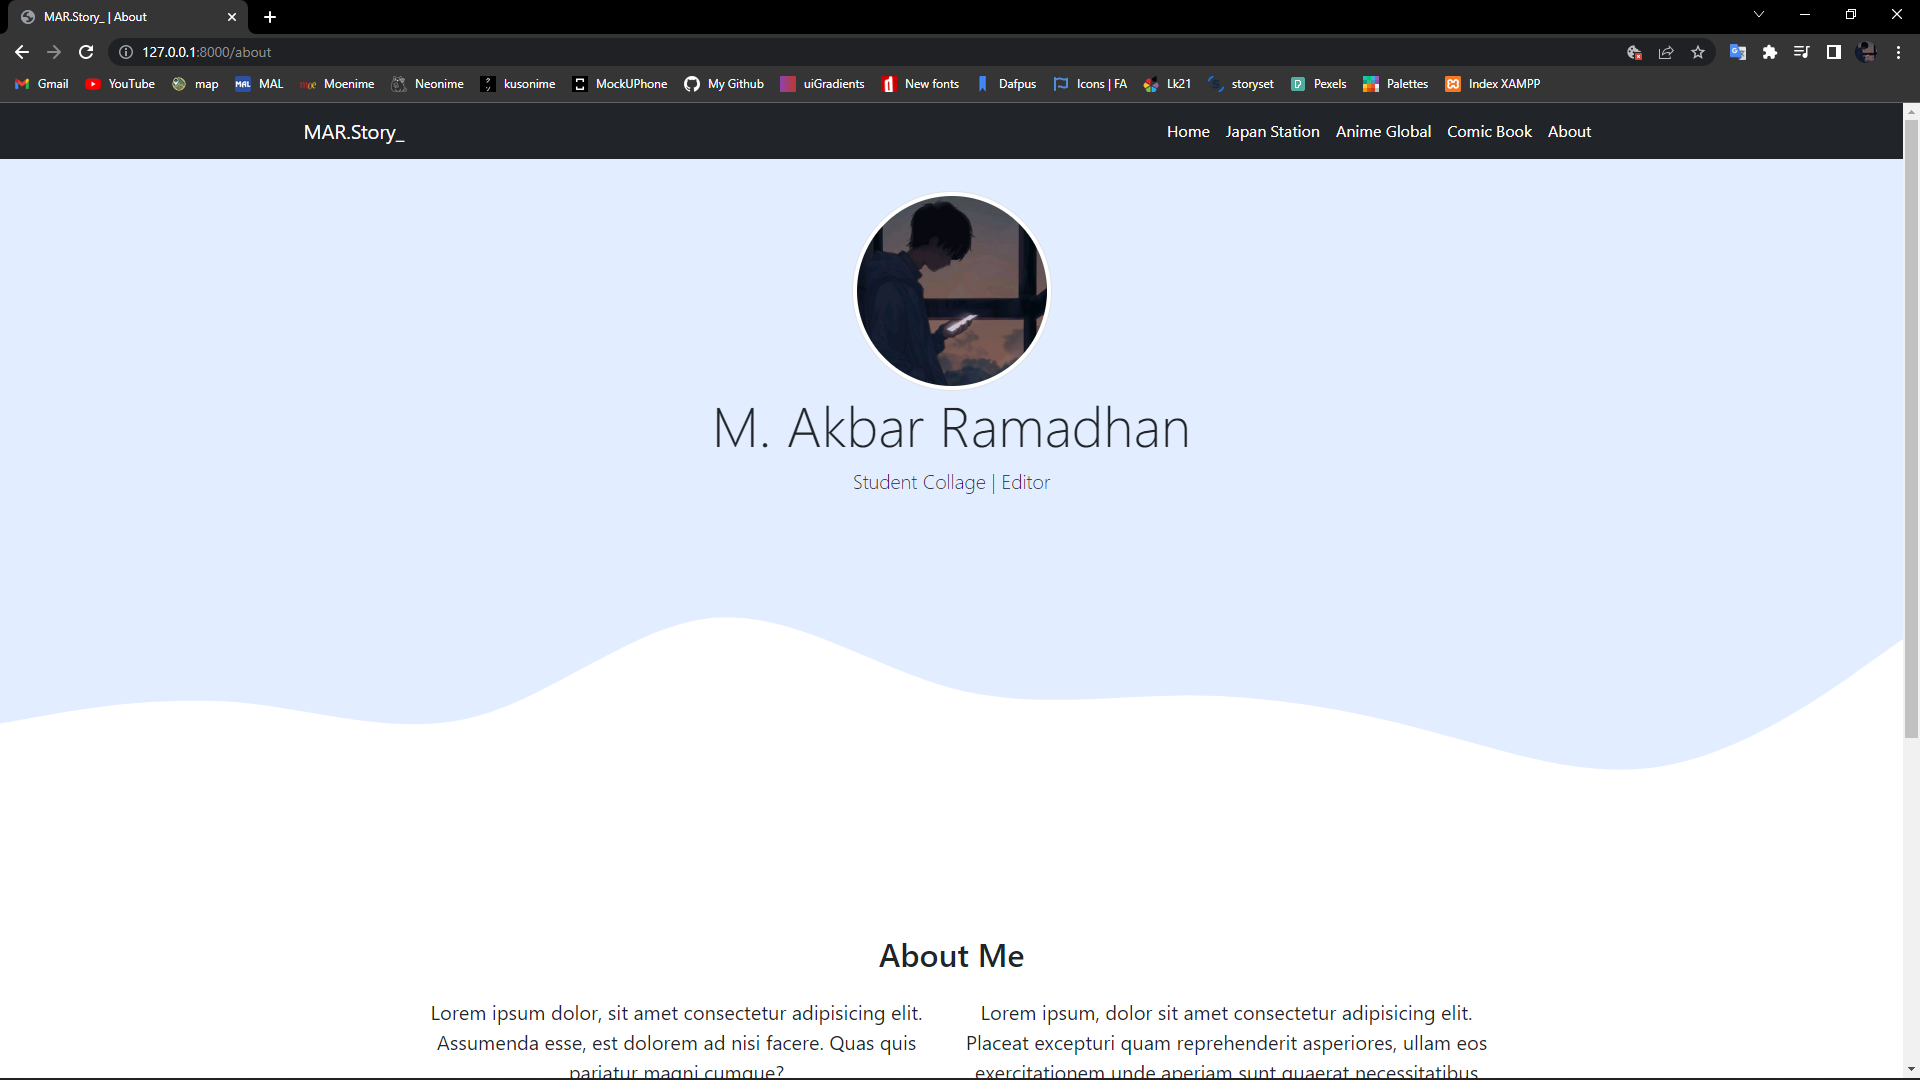 MAR.Story_ | About
127.0.0.1:8000/about
Gmail YouTube map MAL Moenime Neonime kusonime MockUPhone My Github uiGradients New fonts Dafpus Icons | FA Lk21 storyset Pexels Palettes Index XAMPP
MAR.Story_ Home Japan Station Anime Global Comic Book About
M. Akbar Ramadhan
Student Collage | Editor
About Me
Lorem ipsum dolor, sit amet consectetur adipisicing elit.
Assumenda esse, est dolorem ad nisi facere. Quas quis
pariatur magni cumque?
Lorem ipsum, dolor sit amet consectetur adipisicing elit.
Placeat excepturi quam reprehenderit asperiores, ullam eos
exercitationem unde aperiam sunt quaerat necessitatibus